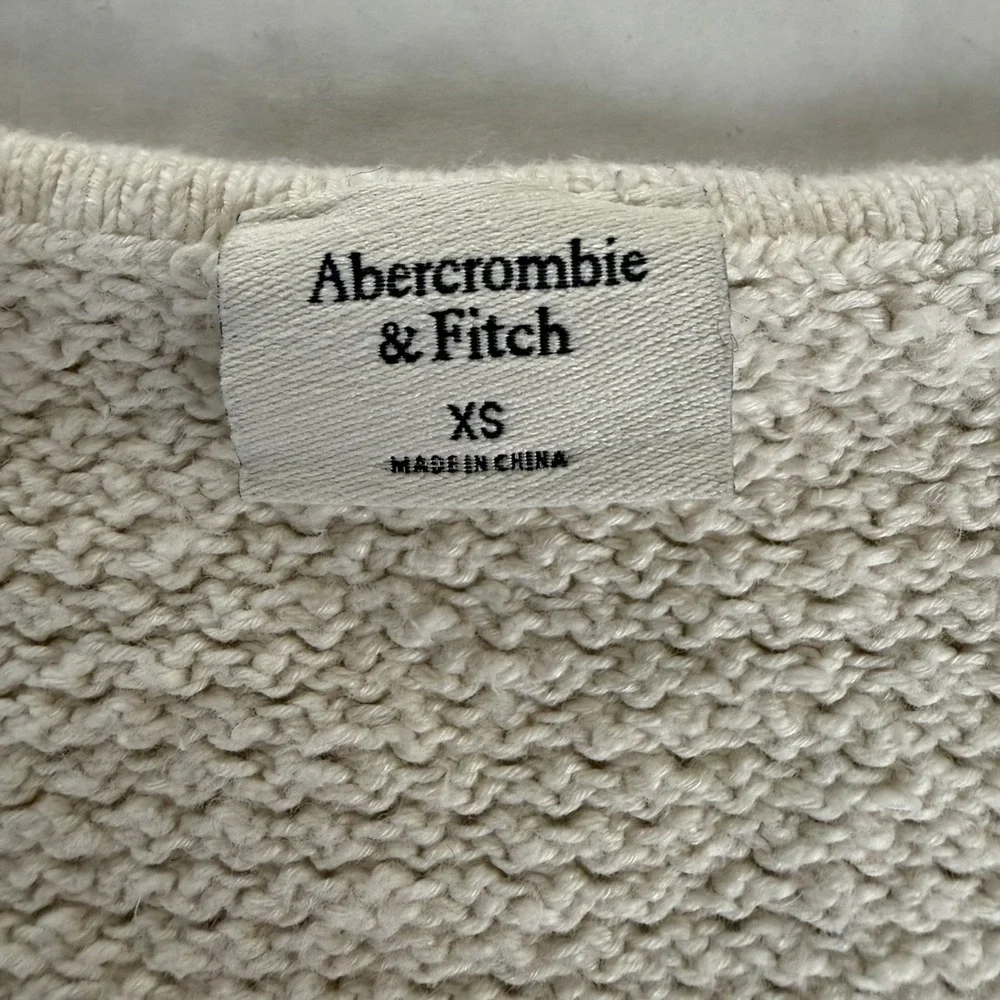 Abercrombie
& Fitch
XS
MADE IN CHINA